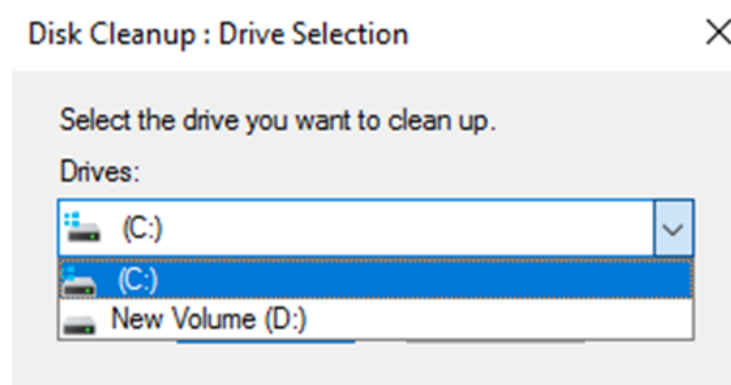 Disk Cleanup : Drive Selection
Select the drive you want to clean up.
Drives:
(C:)
(C:)
New Volume (D:)